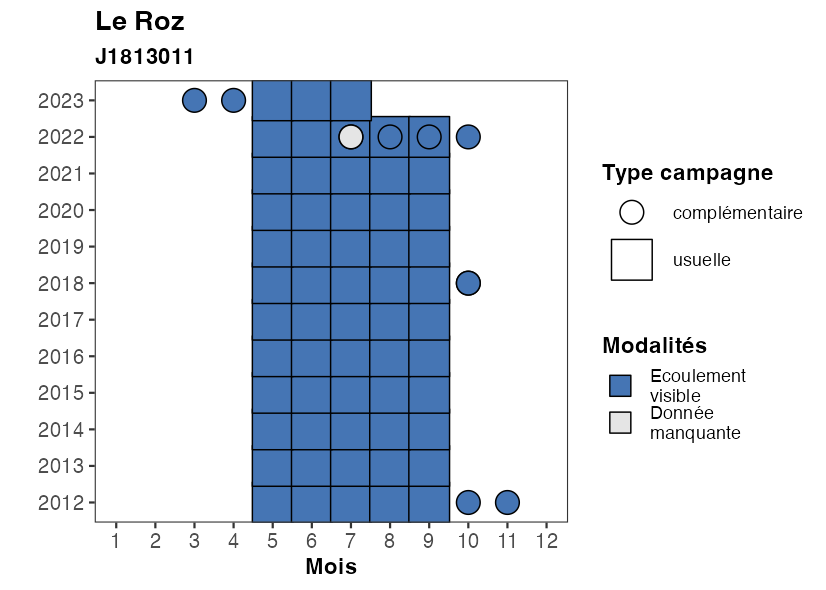 Le Roz
J1813011
2023
2022
2021
2020
2019
2018
2017
2016
2015
2014
2013
2012
1 2 3 4 5 6 7 8 9 10 11 12
Mois
Type campagne
complémentaire
usuelle
Modalités
Ecoulement
visible
Donnée
manquante